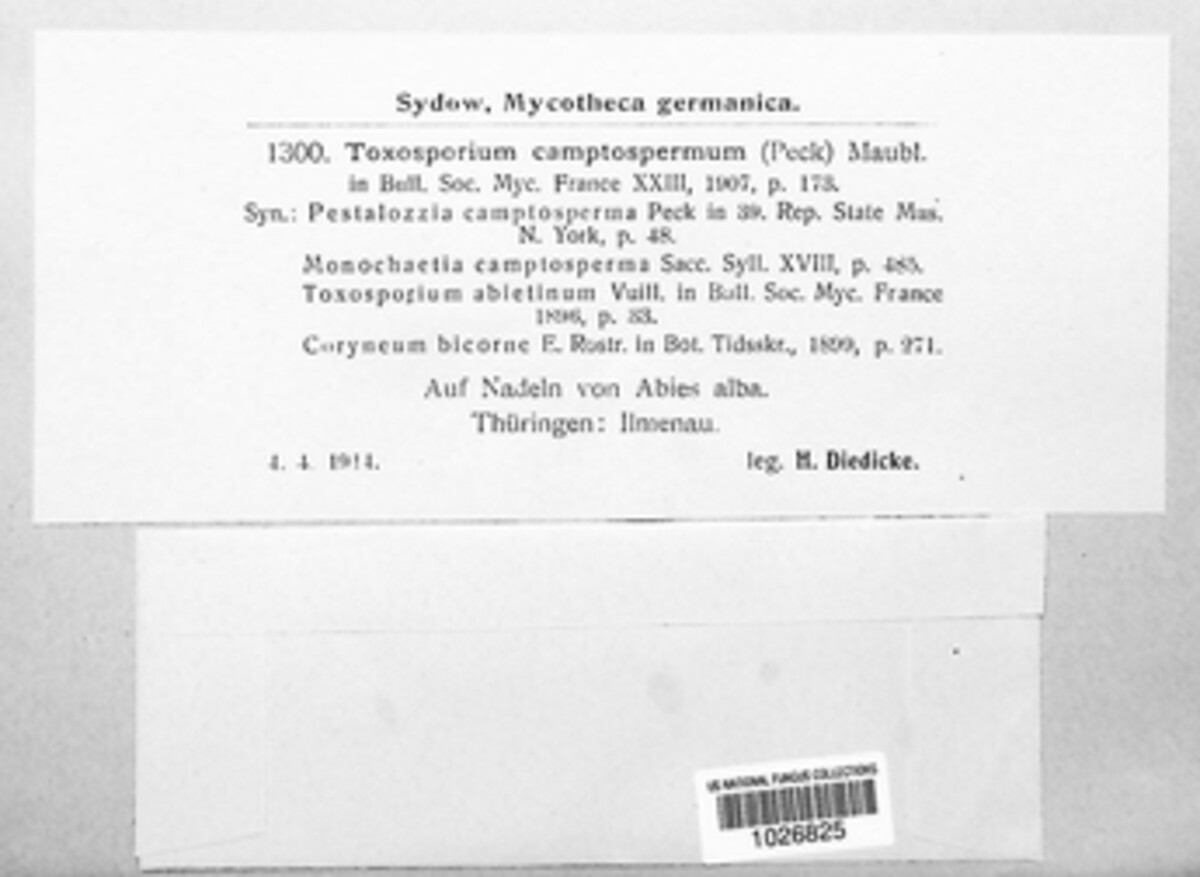 Sydow, Mycotheca germanica.
1300. Toxosporium camptospermum (Peck) Maubl.
in Bull. Soc. Myc. France XXIII, 1907, p. 173.
Syn.: Pestalozzia camptosperma Peck in 39. Rep. State Mus.
N. York, p. 48.
Monochaetia camptosperma Sacc. Syll. XVIII, p. 485.
Toxosporium abietinum Vuill. in Bull. Soc. Myc. France
1896, p. 33.
Coryneum bicorne E. Rostr. in Bot. Tidsskr., 1899, p. 271.
Auf Nadeln von Abies alba.
Thüringen: Ilmenau.
4. 4. 1914. leg. H. Diedicke.
US NATIONAL FUNGUS COLLECTIONS
1026825